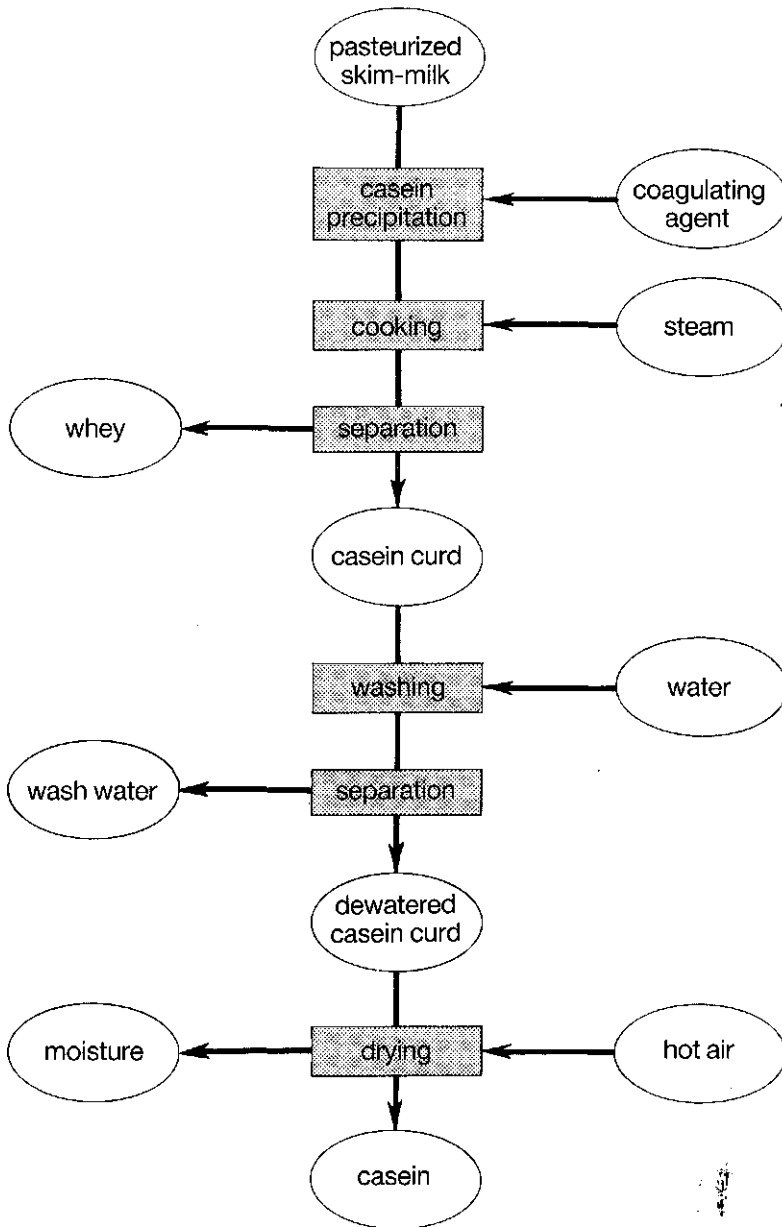 pasteurized
skim-milk
casein
precipitation
coagulating
agent
cooking
steam
whey
separation
casein curd
washing
water
wash water
separation
dewatered
casein curd
moisture
drying
hot air
casein